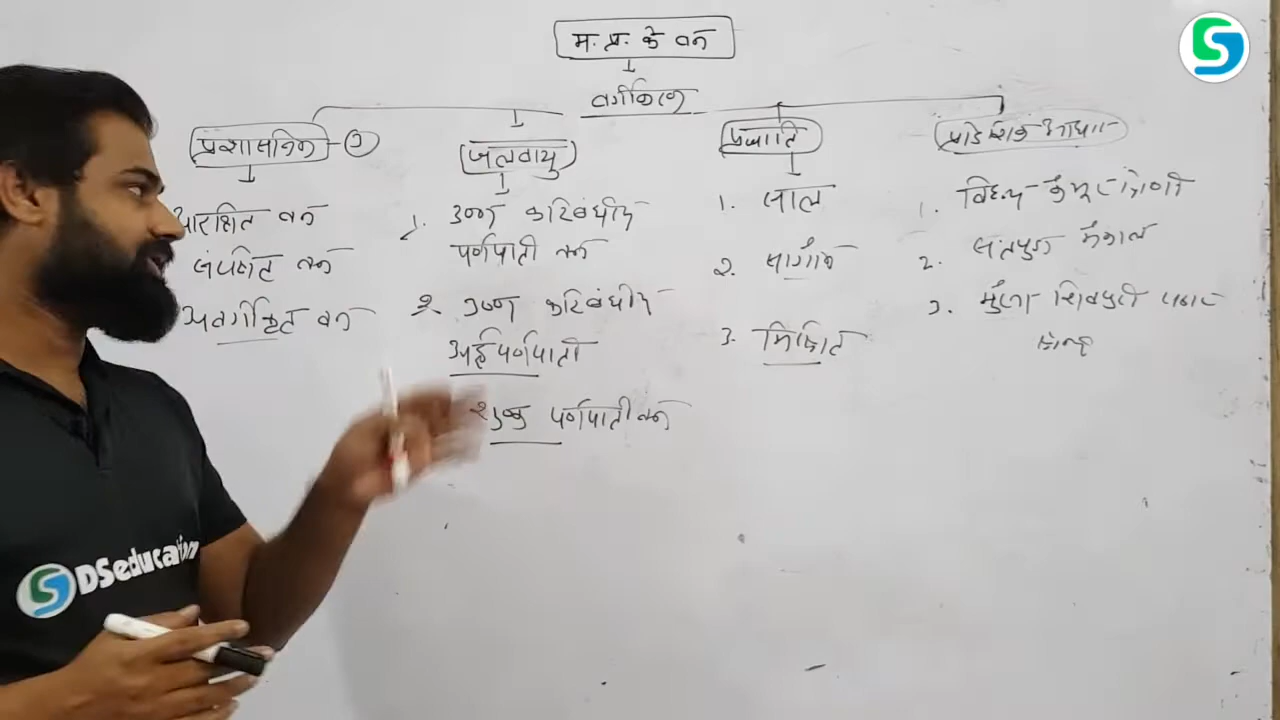 म. प्र. के वन
वर्गीकरण
प्रशासनिक - 1
आरक्षित वन
संरक्षित वन
अवर्गीकृत वन
जलवायु
1. उष्ण कटिबंधीय
पर्णपाती वन
2. उष्ण कटिबंधीय
अर्द्धपर्णपाती
शुष्क पर्णपाती वन
प्रजाति
1. साल
2. सागौन
3. मिश्रित
प्रादेशिक आधार
1. विंध्य कैमूर श्रेणी
2. सतपुड़ा मैकाल
3. शिवपुरी
DSeducation